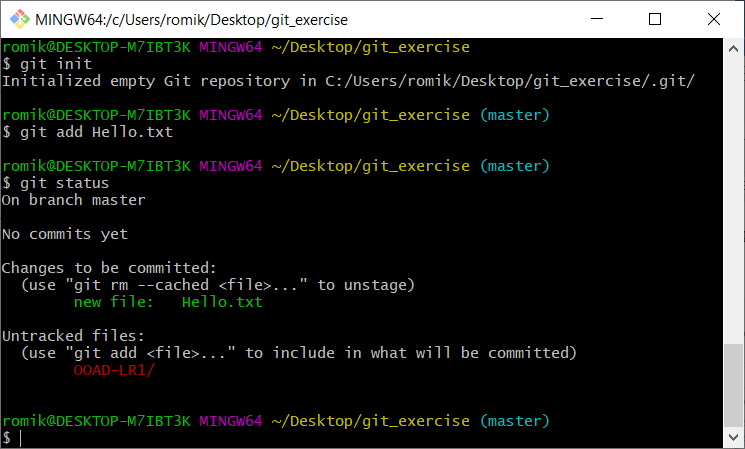 MINGW64:/c/Users/romik/Desktop/git_exercise
romik@DESKTOP-M7IBT3K MINGW64 ~/Desktop/git_exercise
$ git init
Initialized empty Git repository in C:/Users/romik/Desktop/git_exercise/.git/
romik@DESKTOP-M7IBT3K MINGW64 ~/Desktop/git_exercise (master)
$ git add Hello.txt
romik@DESKTOP-M7IBT3K MINGW64 ~/Desktop/git_exercise (master)
$ git status
On branch master
No commits yet
Changes to be committed:
  (use "git rm --cached <file>..." to unstage)
        new file:   Hello.txt
Untracked files:
  (use "git add <file>..." to include in what will be committed)
        OOAD-LR1/
romik@DESKTOP-M7IBT3K MINGW64 ~/Desktop/git_exercise (master)
$